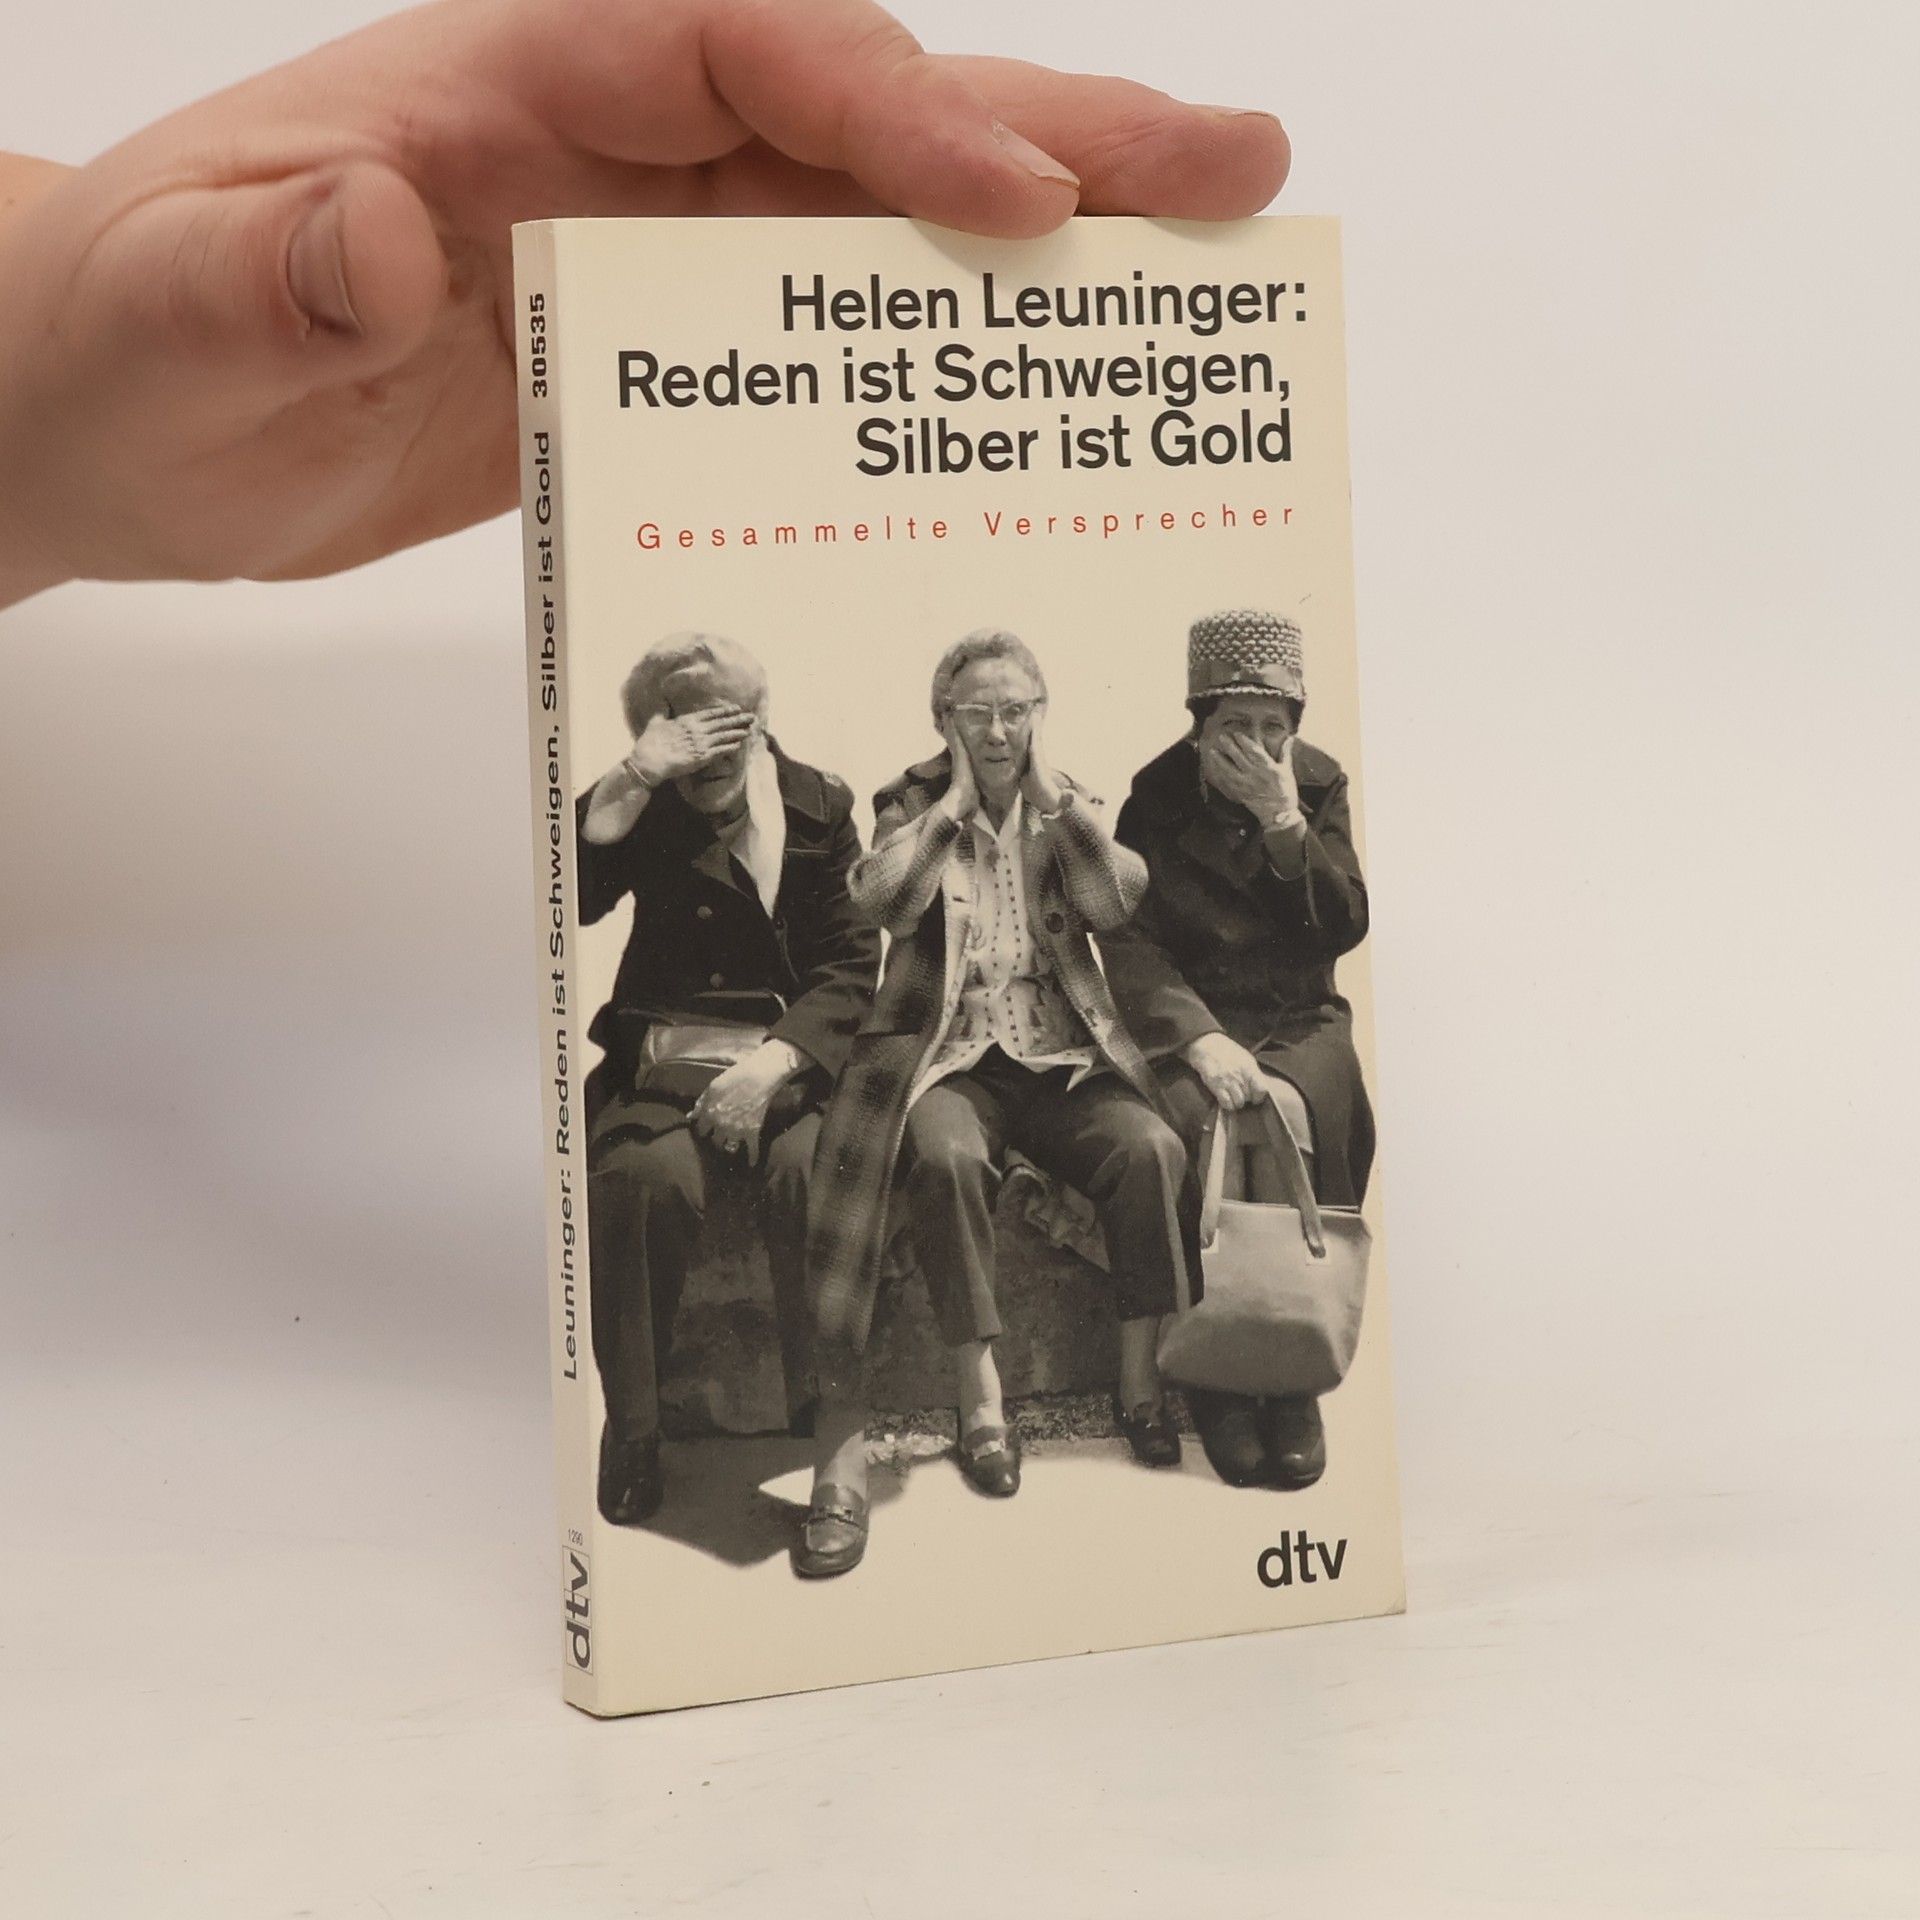 Helen Leuninger:
Reden ist Schweigen,
Silber ist Gold
Gesammelte Versprecher
dtv
Leuninger: Reden ist Schweigen, Silber ist Gold 30535
1290
dtv